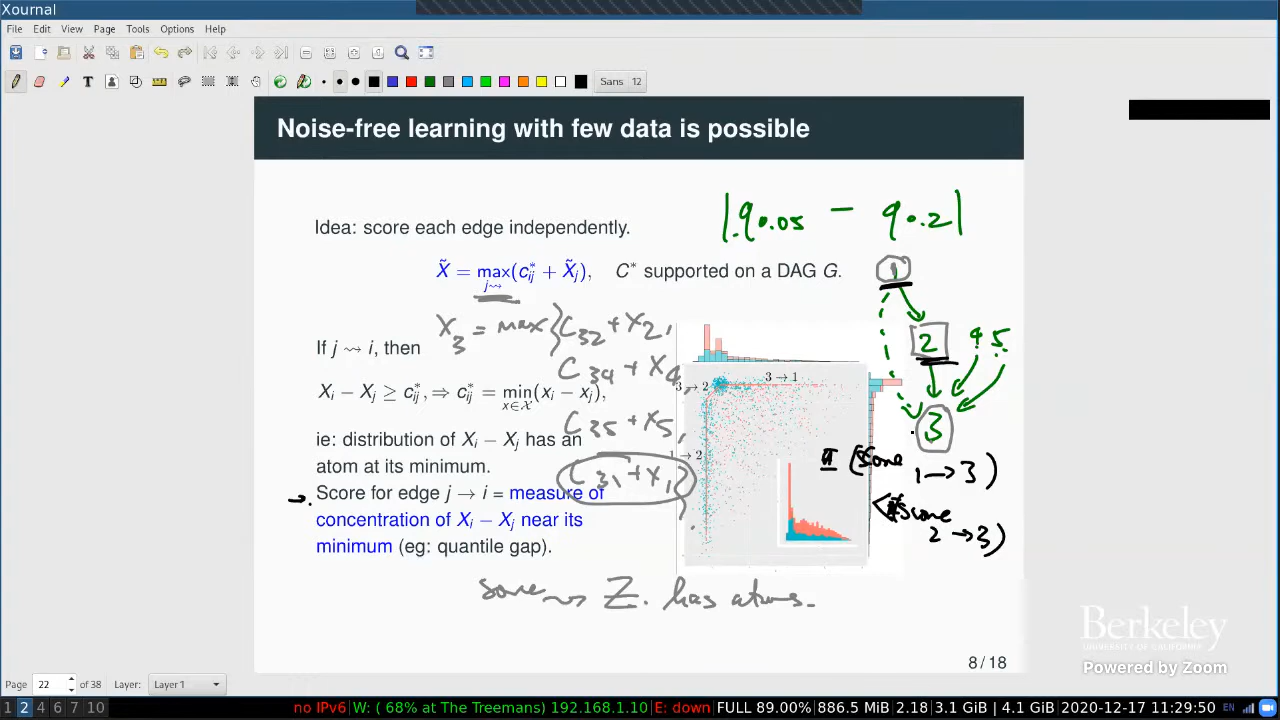 Xournal
File Edit View Page Tools Options Help
Sans 12
Noise-free learning with few data is possible
|q0.05 − q0.2|
Idea: score each edge independently.
X̃ = max(c*ij + X̃j), C* supported on a DAG G.
j⇝
1
X3 = max{C32 + X2,
2 4 5
If j ⇝ i, then
C34 + X4,
3 → 1
3 → 2
Xi − Xj ≥ c*ij, ⇒ c*ij = min(xi − xj),
x∈X
C35 + X5,
3
ie: distribution of Xi − Xj has an
1 → 2
atom at its minimum.
C31 + X1}
(Score 1→3)
Score for edge j → i = measure of
concentration of Xi − Xj near its
< (Score 2→3)
minimum (eg: quantile gap).
some ⇝ Z. has atoms.
Berkeley
UNIVERSITY OF CALIFORNIA
Powered by Zoom
8 / 18
Page 22 of 38 Layer: Layer 1
1 2 4 6 7 10 no IPv6 W: ( 68% at The Treemans) 192.168.1.10 E: down FULL 89.00% 886.5 MiB 2.18 3.1 GiB 4.1 GiB 2020-12-17 11:29:50 EN